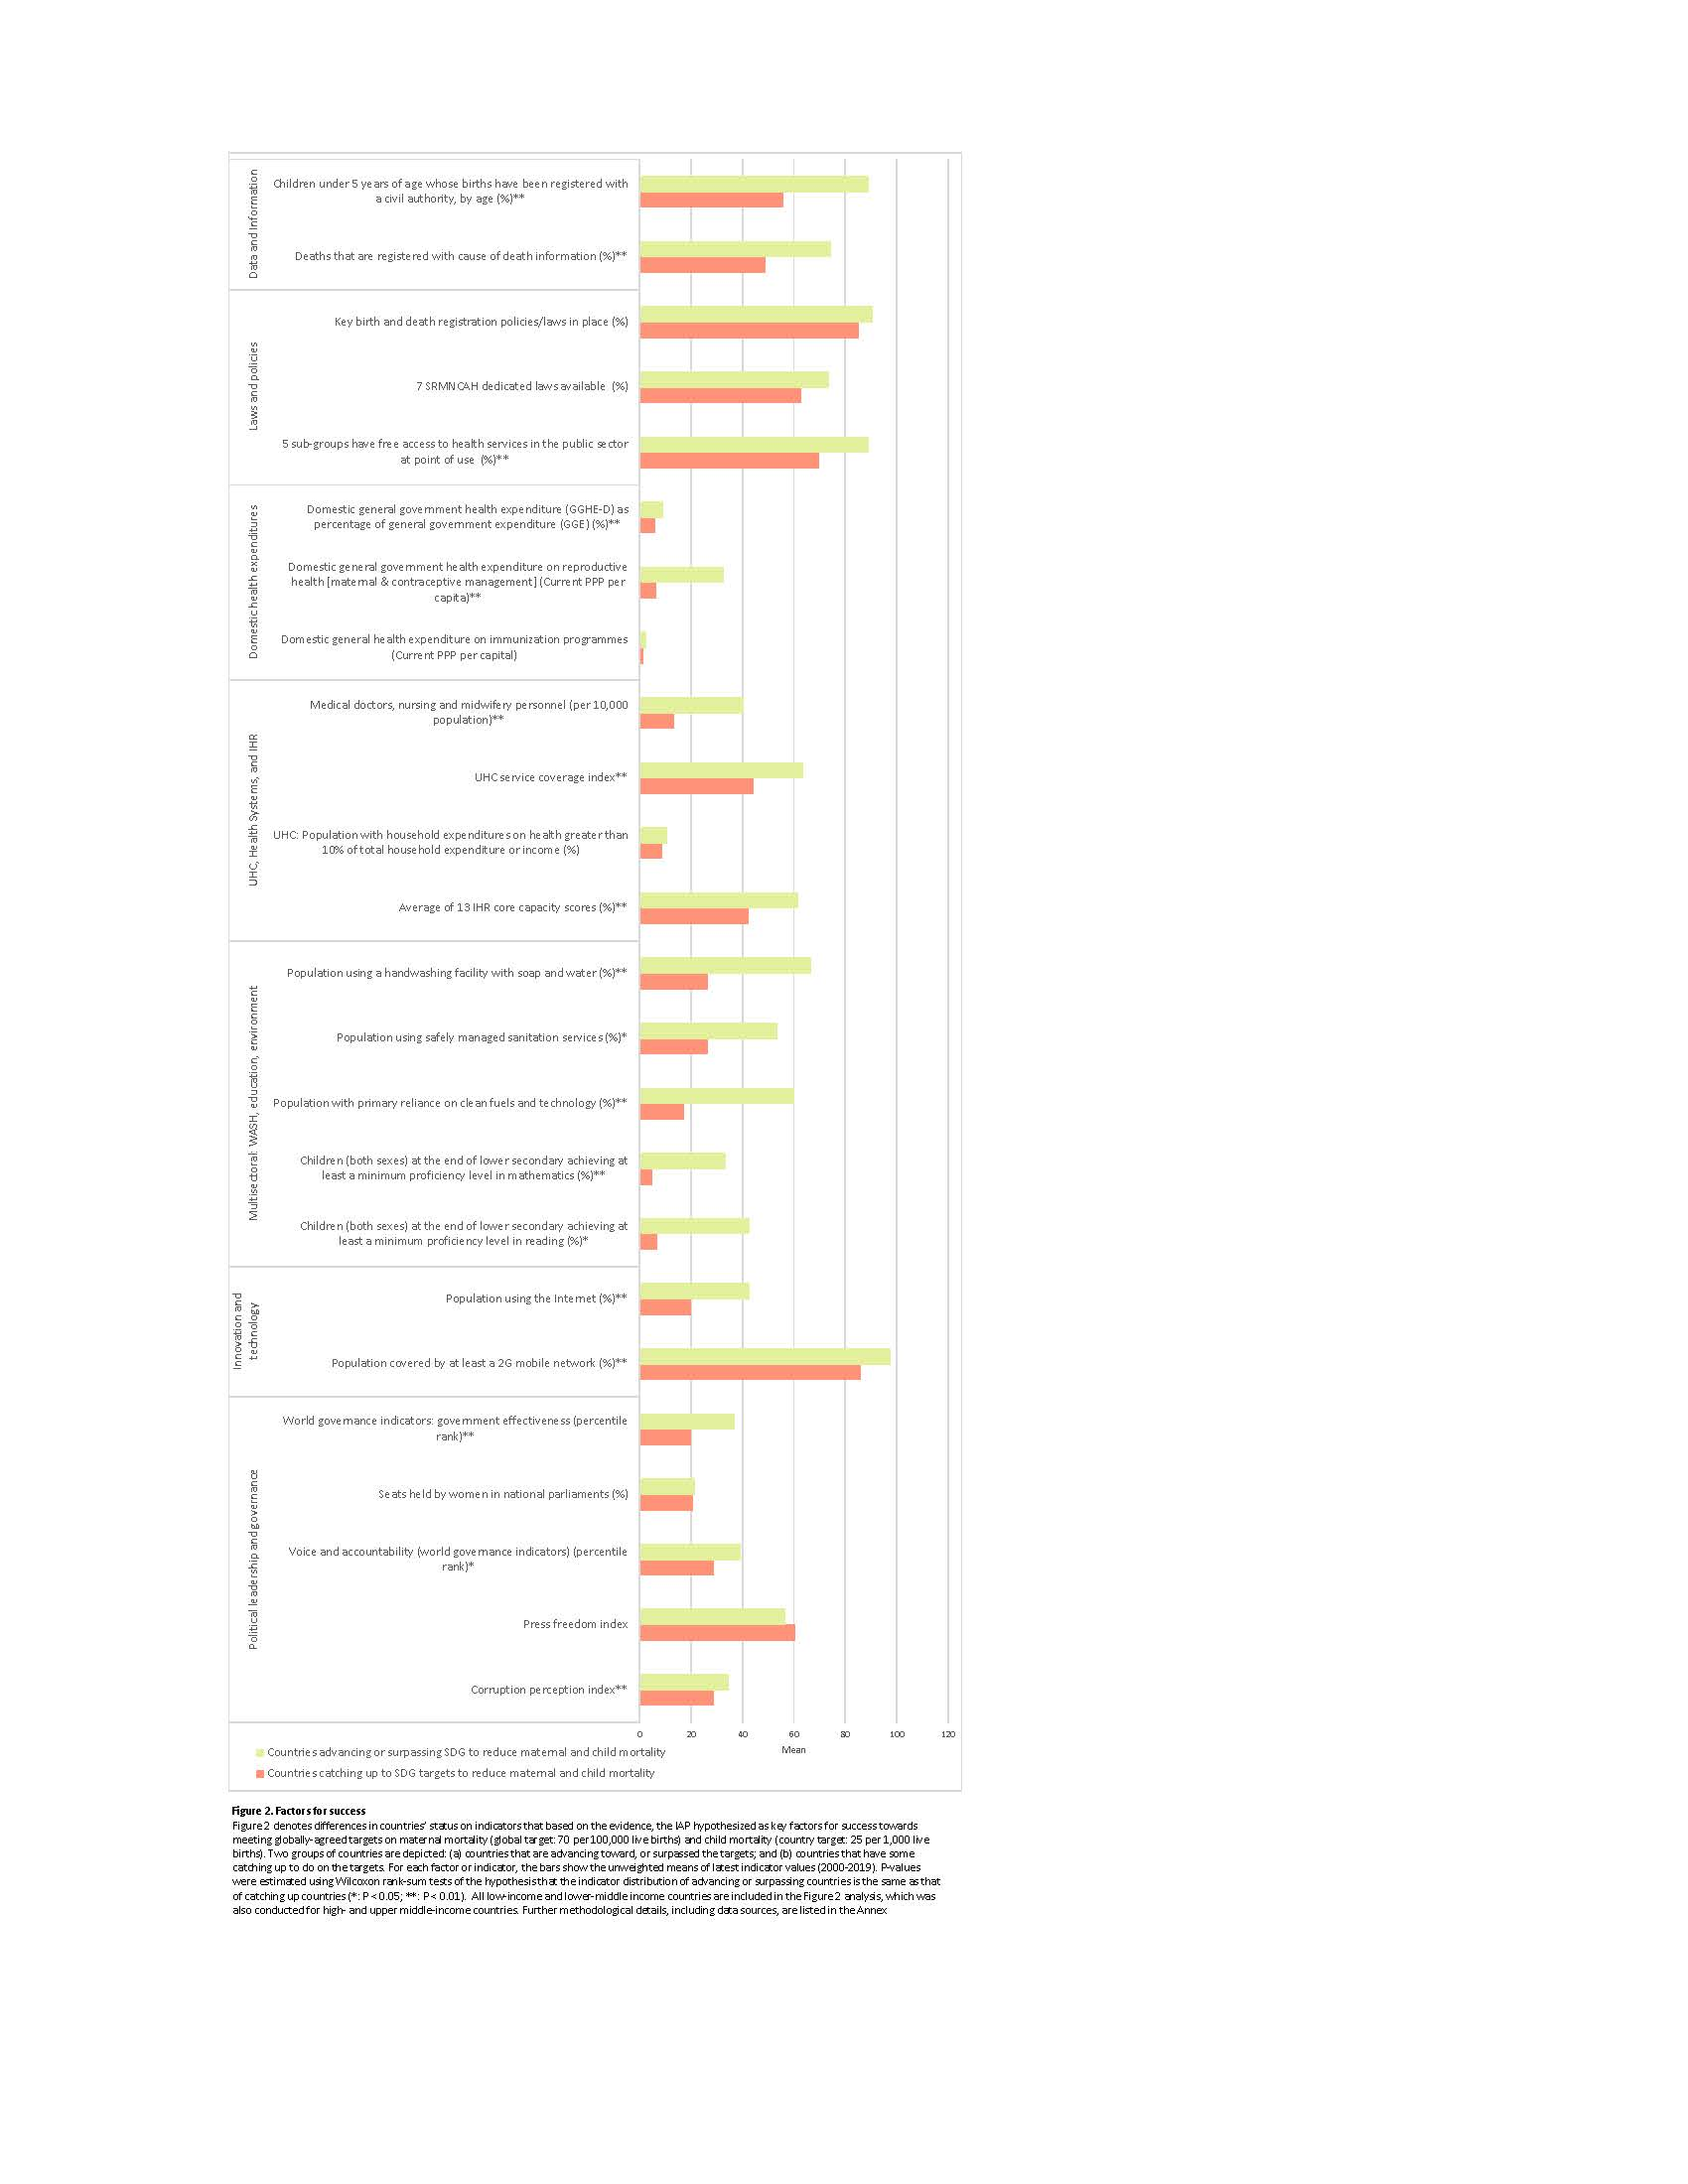 Data and Information
Children under 5 years of age whose births have been registered with
a civil authority, by age (%)**
Deaths that are registered with cause of death information (%)**
Laws and policies
Key birth and death registration policies/laws in place (%)
7 SRMNCAH dedicated laws available (%)
5 sub-groups have free access to health services in the public sector
at point of use (%)**
Domestic health expenditures
Domestic general government health expenditure (GGHE-D) as
percentage of general government expenditure (GGE) (%)**
Domestic general government health expenditure on reproductive
health [maternal & contraceptive management] (Current PPP per
capita)**
Domestic general health expenditure on immunization programmes
(Current PPP per capital)
UHC, Health Systems, and IHR
Medical doctors, nursing and midwifery personnel (per 10,000
population)**
UHC service coverage index**
UHC: Population with household expenditures on health greater than
10% of total household expenditure or income (%)
Average of 13 IHR core capacity scores (%)**
Multisectoral: WASH, education, environment
Population using a handwashing facility with soap and water (%)**
Population using safely managed sanitation services (%)*
Population with primary reliance on clean fuels and technology (%)**
Children (both sexes) at the end of lower secondary achieving at
least a minimum proficiency level in mathematics (%)**
Children (both sexes) at the end of lower secondary achieving at
least a minimum proficiency level in reading (%)*
Innovation and
technology
Population using the Internet (%)**
Population covered by at least a 2G mobile network (%)**
Political leadership and governance
World governance indicators: government effectiveness (percentile
rank)**
Seats held by women in national parliaments (%)
Voice and accountability (world governance indicators) (percentile
rank)*
Press freedom index
Corruption perception index**
0 20 40 60 80 100 120
Mean
Countries advancing or surpassing SDG to reduce maternal and child mortality
Countries catching up to SDG targets to reduce maternal and child mortality
Figure 2. Factors for success
Figure 2 denotes differences in countries' status on indicators that based on the evidence, the IAP hypothesized as key factors for success towards
meeting globally-agreed targets on maternal mortality (global target: 70 per 100,000 live births) and child mortality (country target: 25 per 1,000 live
births). Two groups of countries are depicted: (a) countries that are advancing toward, or surpassed the targets; and (b) countries that have some
catching up to do on the targets. For each factor or indicator, the bars show the unweighted means of latest indicator values (2000-2019). P-values
were estimated using Wilcoxon rank-sum tests of the hypothesis that the indicator distribution of advancing or surpassing countries is the same as that
of catching up countries (*: P < 0.05; **: P < 0.01). All low-income and lower-middle income countries are included in the Figure 2 analysis, which was
also conducted for high- and upper middle-income countries. Further methodological details, including data sources, are listed in the Annex